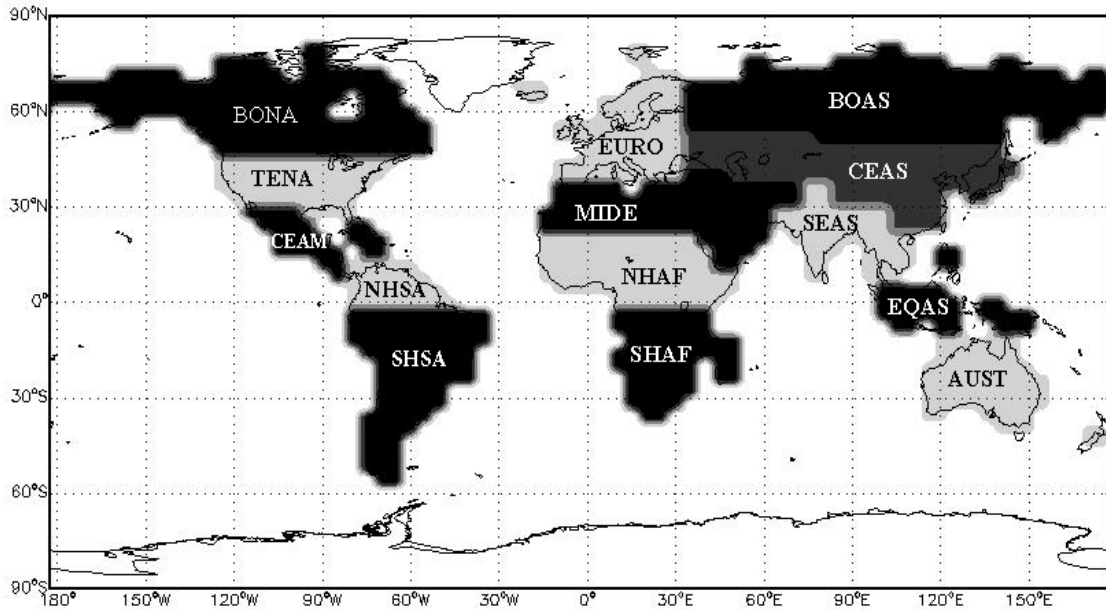 90°N
60°N
BONA
BOAS
EURO
CEAS
TENA
30°N
MIDE
SEAS
CEAM
NHSA
NHAF
0°
EQAS
SHSA
SHAF
AUST
30°S
60°S
90°S
180° 150°W 120°W 90°W 60°W 30°W 0° 30°E 60°E 90°E 120°E 150°E